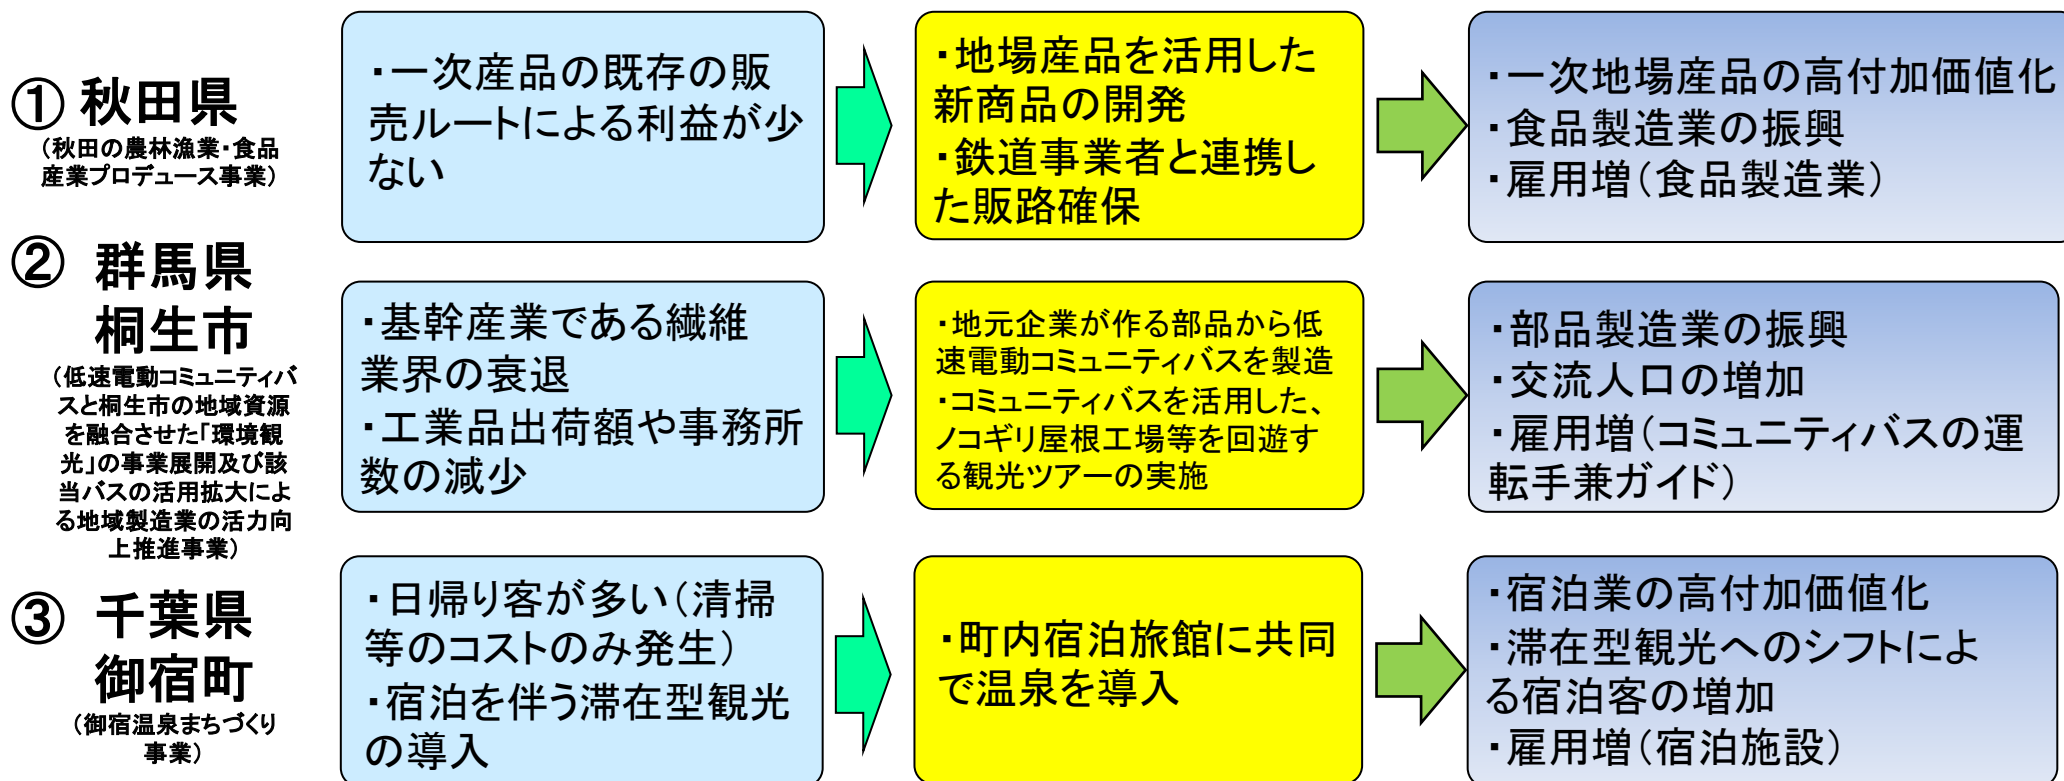 ① 秋田県
（秋田の農林漁業・食品
産業プロデュース事業）
・一次産品の既存の販
売ルートによる利益が少
ない
・地場産品を活用した
新商品の開発
・鉄道事業者と連携し
た販路確保
・一次地場産品の高付加価値化
・食品製造業の振興
・雇用増（食品製造業）
② 群馬県
桐生市
（低速電動コミュニティバ
スと桐生市の地域資源
を融合させた「環境観
光」の事業展開及び該
当バスの活用拡大によ
る地域製造業の活力向
上推進事業）
・基幹産業である繊維
業界の衰退
・工業品出荷額や事務所
数の減少
・地元企業が作る部品から低
速電動コミュニティバスを製造
・コミュニティバスを活用した、
ノコギリ屋根工場等を回遊す
る観光ツアーの実施
・部品製造業の振興
・交流人口の増加
・雇用増（コミュニティバスの運
転手兼ガイド）
③ 千葉県
御宿町
（御宿温泉まちづくり
事業）
・日帰り客が多い（清掃
等のコストのみ発生）
・宿泊を伴う滞在型観光
の導入
・町内宿泊旅館に共同
で温泉を導入
・宿泊業の高付加価値化
・滞在型観光へのシフトによ
る宿泊客の増加
・雇用増（宿泊施設）